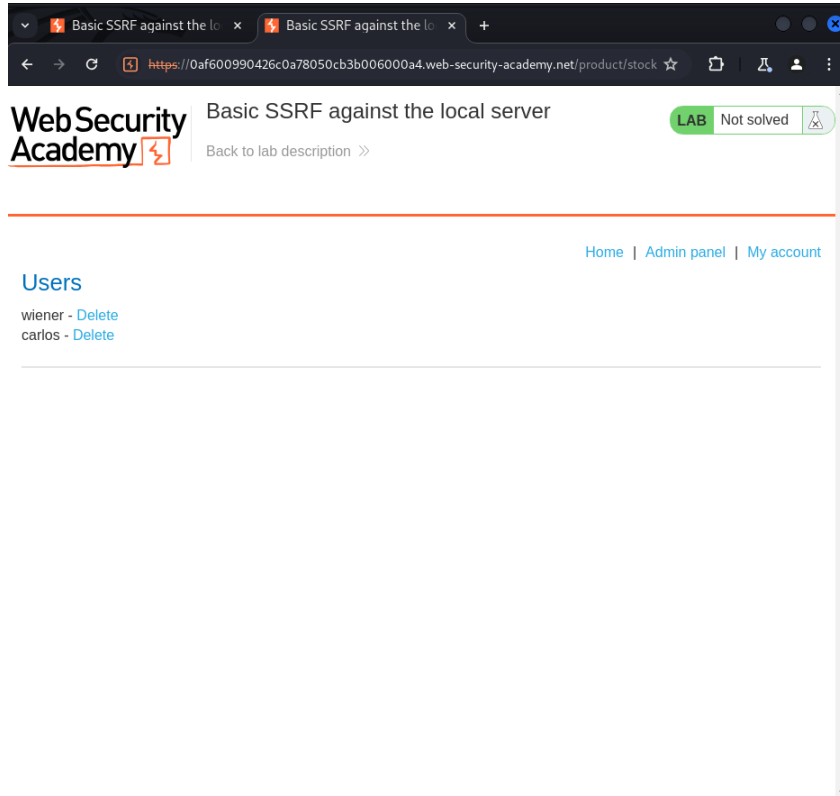 Basic SSRF against the lo
Basic SSRF against the lo
https://0af600990426c0a78050cb3b006000a4.web-security-academy.net/product/stock
Web Security
Academy
Basic SSRF against the local server
Back to lab description
LAB Not solved
Home | Admin panel | My account
Users
wiener - Delete
carlos - Delete